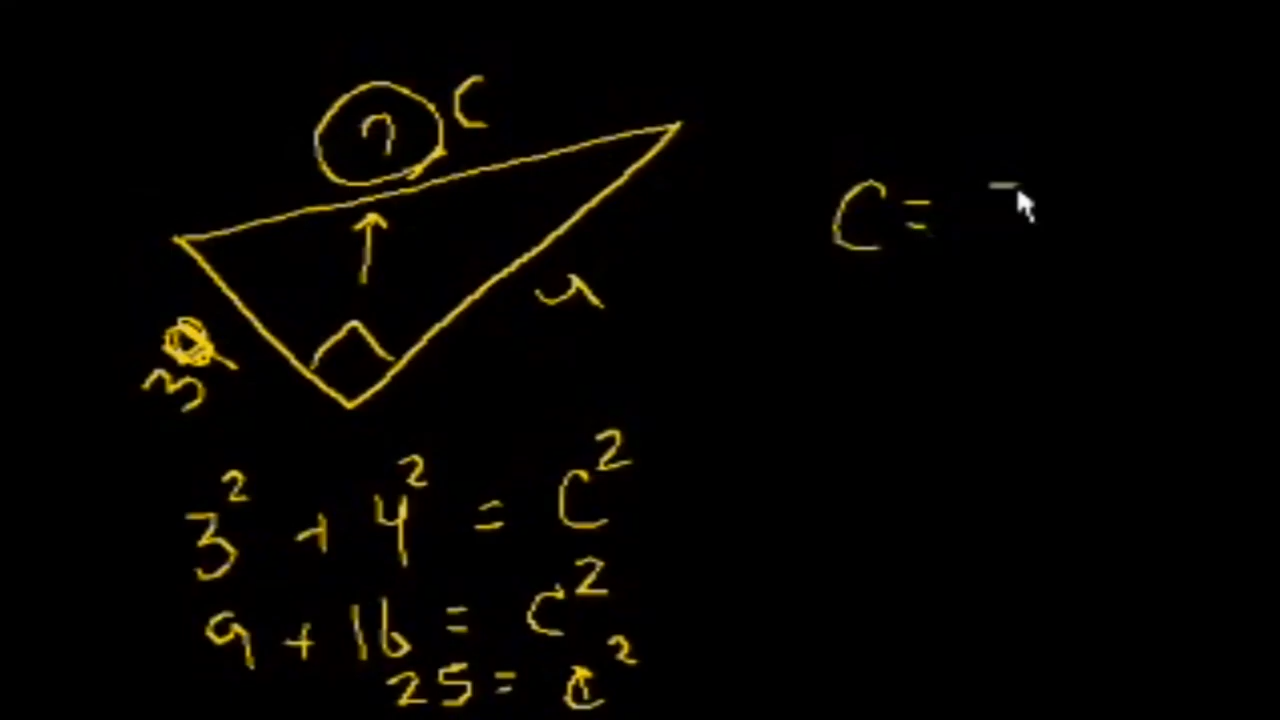 ? C
C =
4
3
3² + 4² = C²
9 + 16 = C²
25 = C²